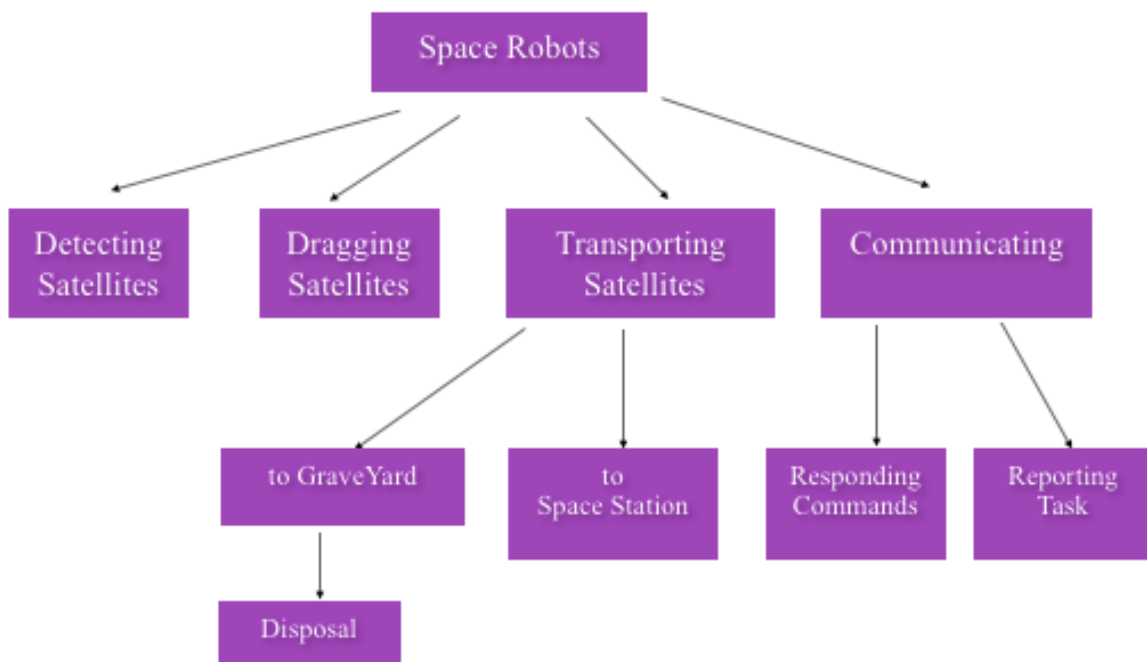 Space Robots
Detecting
Satellites
Dragging
Satellites
Transporting
Satellites
Communicating
to GraveYard
to
Space Station
Responding
Commands
Reporting
Task
Disposal